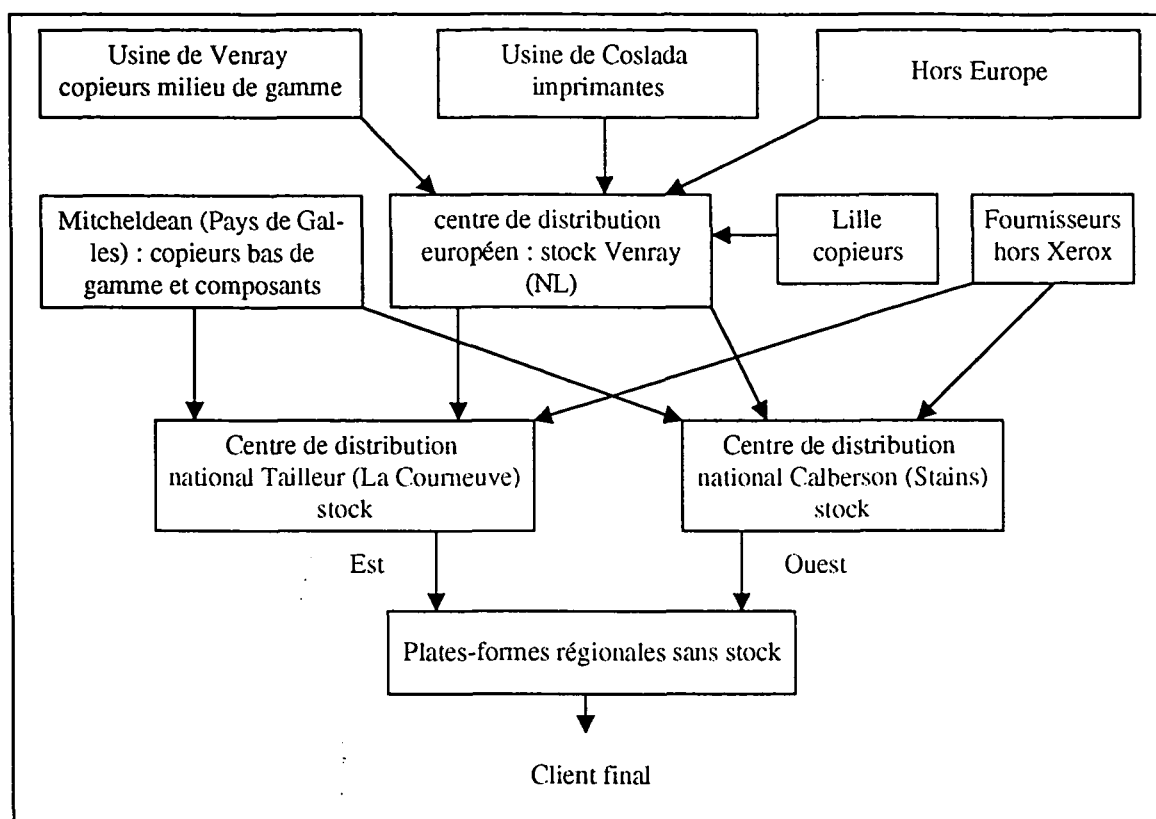 Usine de Venray
copieurs milieu de gamme
Usine de Coslada
imprimantes
Hors Europe
Mitcheldean (Pays de Gal-
les) : copieurs bas de
gamme et composants
centre de distribution
européen : stock Venray
(NL)
Lille
copieurs
Fournisseurs
hors Xerox
Centre de distribution
national Tailleur (La Courneuve)
stock
Centre de distribution
national Calberson (Stains)
stock
Est
Ouest
Plates-formes régionales sans stock
Client final